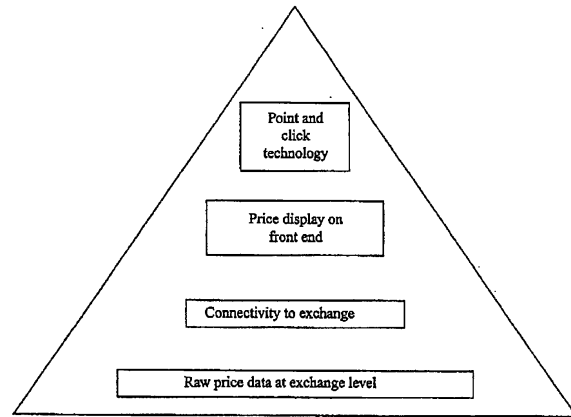 Point and
click
technology
Price display on
front end
Connectivity to exchange
Raw price data at exchange level